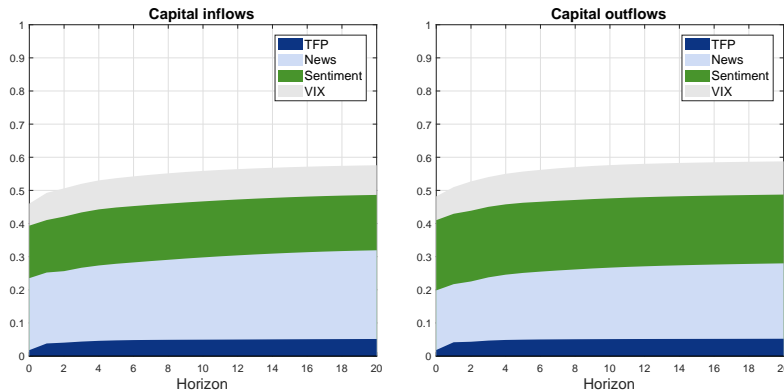 Capital inflows
1
0.9
0.8
0.7
0.6
0.5
0.4
0.3
0.2
0.1
0
TFP
News
Sentiment
VIX
0 2 4 6 8 10 12 14 16 18 20
Horizon
Capital outflows
1
0.9
0.8
0.7
0.6
0.5
0.4
0.3
0.2
0.1
0
TFP
News
Sentiment
VIX
0 2 4 6 8 10 12 14 16 18 2
Horizon